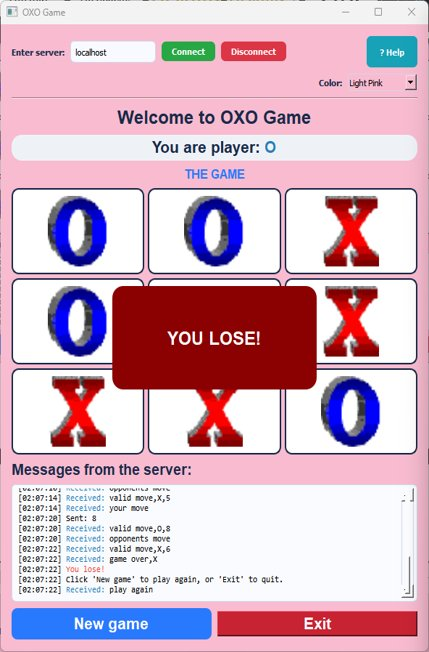 OXO Game
Enter server: localhost Connect Disconnect ? Help
Color: Light Pink
Welcome to OXO Game
You are player: O
THE GAME
O O X
O X
YOU LOSE!
X X O
Messages from the server:
[02:07:10] Received: opponents move
[02:07:14] Received: valid move,X,5
[02:07:14] Received: your move
[02:07:20] Sent: 8
[02:07:20] Received: valid move,O,8
[02:07:20] Received: opponents move
[02:07:22] Received: valid move,X,6
[02:07:22] Received: game over,X
[02:07:22] You lose!
[02:07:22] Click 'New game' to play again, or 'Exit' to quit.
[02:07:22] Received: play again
New game Exit